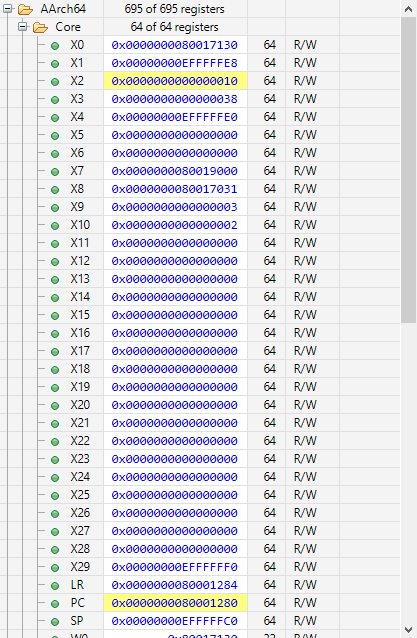 AArch64 695 of 695 registers
Core 64 of 64 registers
X0 0x0000000080017130 64 R/W
X1 0x00000000EFFFFFE8 64 R/W
X2 0x0000000000000010 64 R/W
X3 0x0000000000000038 64 R/W
X4 0x00000000EFFFFFE0 64 R/W
X5 0x0000000000000000 64 R/W
X6 0x0000000000000000 64 R/W
X7 0x0000000080019000 64 R/W
X8 0x0000000080017031 64 R/W
X9 0x0000000000000003 64 R/W
X10 0x0000000000000002 64 R/W
X11 0x0000000000000000 64 R/W
X12 0x0000000000000000 64 R/W
X13 0x0000000000000000 64 R/W
X14 0x0000000000000000 64 R/W
X15 0x0000000000000000 64 R/W
X16 0x0000000000000000 64 R/W
X17 0x0000000000000000 64 R/W
X18 0x0000000000000000 64 R/W
X19 0x0000000000000000 64 R/W
X20 0x0000000000000000 64 R/W
X21 0x0000000000000000 64 R/W
X22 0x0000000000000000 64 R/W
X23 0x0000000000000000 64 R/W
X24 0x0000000000000000 64 R/W
X25 0x0000000000000000 64 R/W
X26 0x0000000000000000 64 R/W
X27 0x0000000000000000 64 R/W
X28 0x0000000000000000 64 R/W
X29 0x00000000EFFFFFF0 64 R/W
LR 0x0000000080001284 64 R/W
PC 0x0000000080001280 64 R/W
SP 0x00000000EFFFFFC0 64 R/W
W0 0x80017130 32 R/W